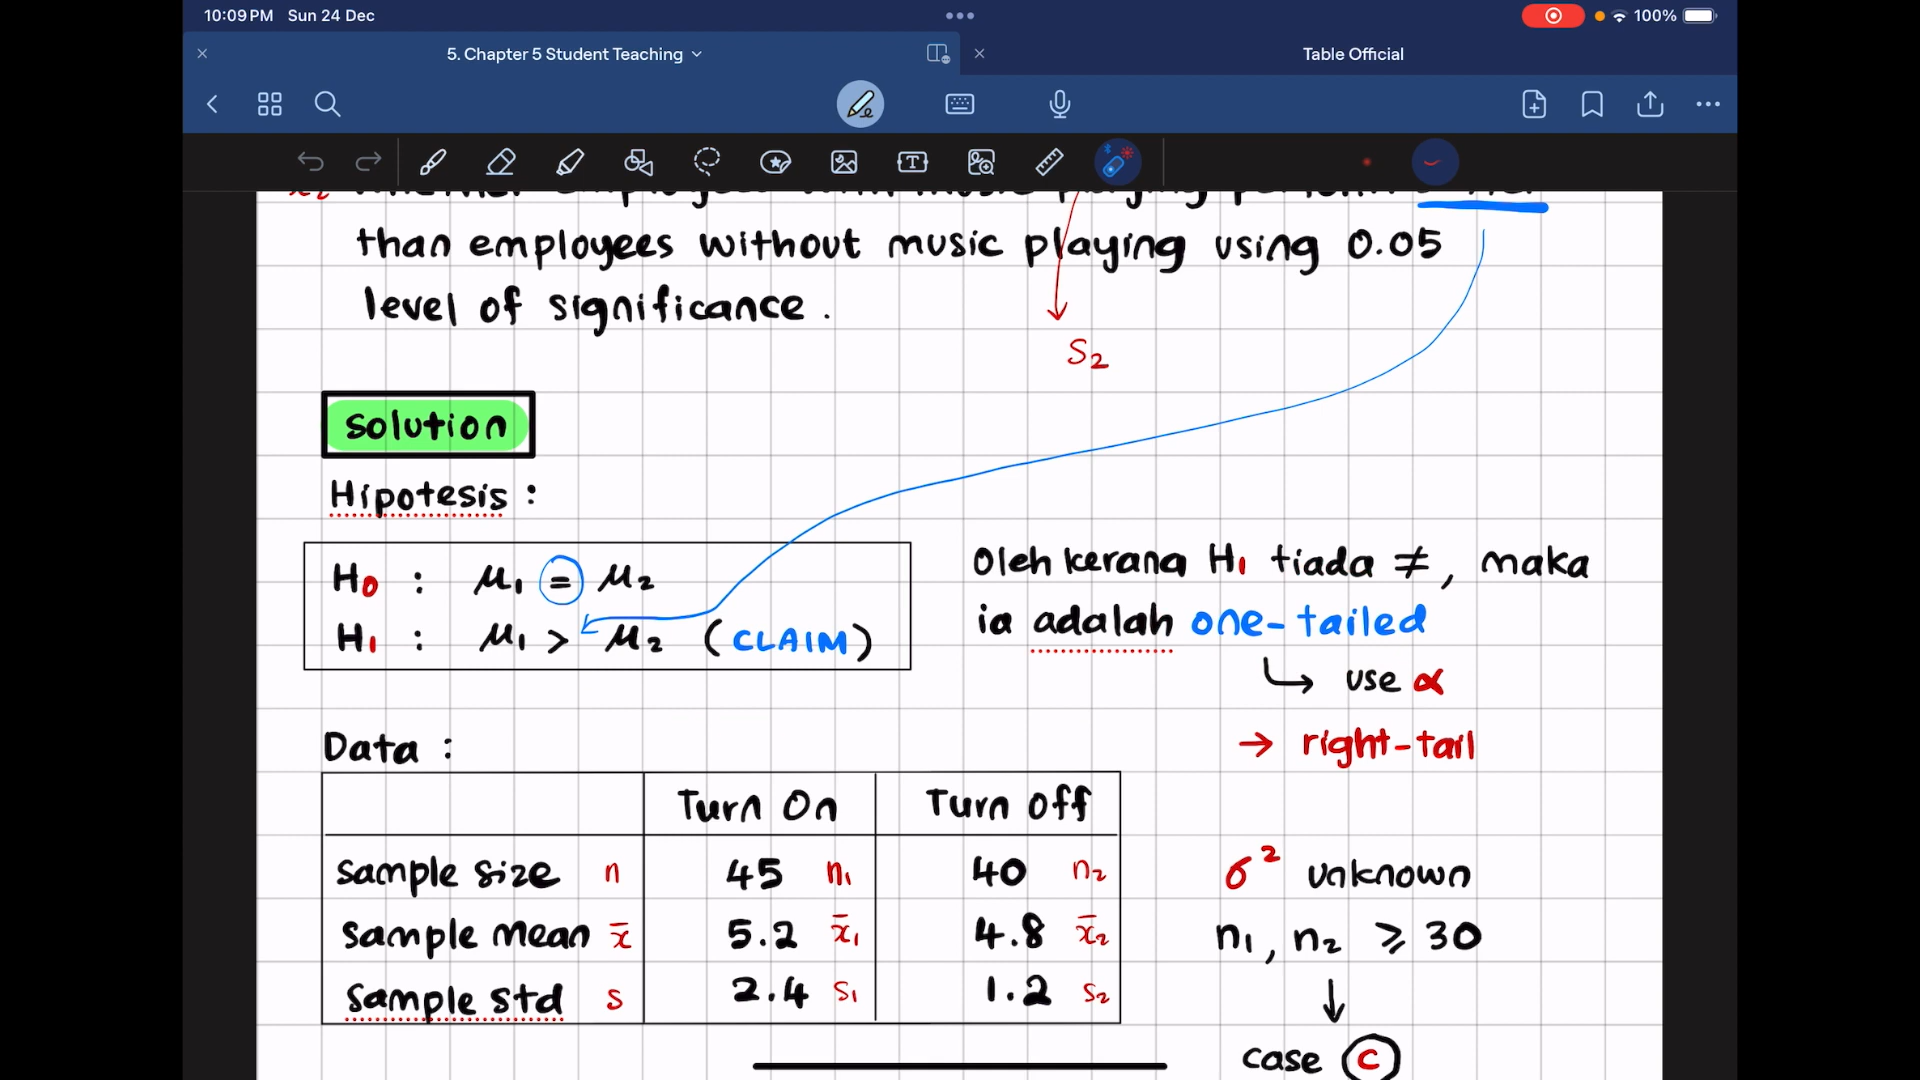 10:09 PM Sun 24 Dec
100%
5. Chapter 5 Student Teaching
Table Official
than employees without music playing using 0.05
level of significance.
S2
Solution
Hipotesis :
H0 : μ1 = μ2
H1 : μ1 > μ2 (CLAIM)
Oleh kerana H1 tiada ≠, maka
ia adalah one-tailed
↳ use α
→ right-tail
Data :
Turn On Turn Off
sample size n 45 n1 40 n2
sample mean x̄ 5.2 x̄1 4.8 x̄2
sample std s 2.4 s1 1.2 s2
σ² unknown
n1, n2 ≥ 30
↓
case C